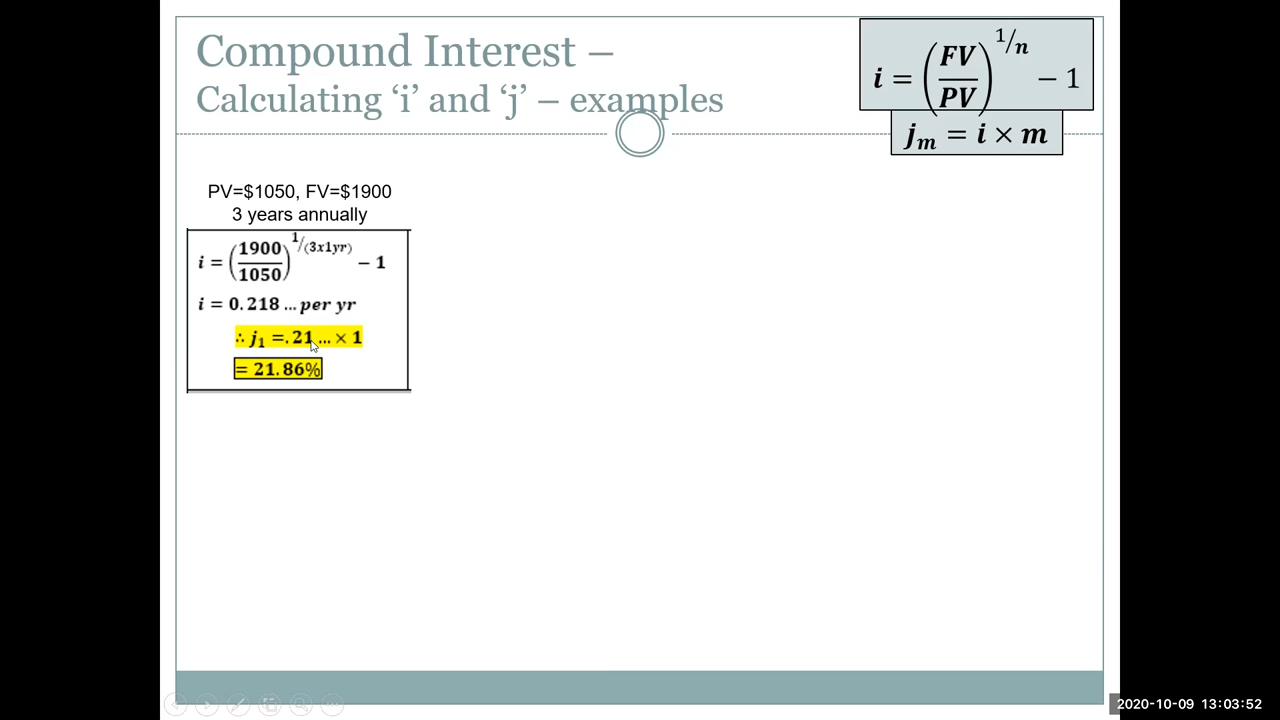 Compound Interest –
Calculating ‘i’ and ‘j’ – examples
i = (FV/PV)^1/n − 1
j_m = i × m
PV=$1050, FV=$1900
3 years annually
i = (1900/1050)^1/(3x1yr) − 1
i = 0.218 ... per yr
∴ j_1 =.21 ... × 1
= 21.86%
2020-10-09 13:03:52